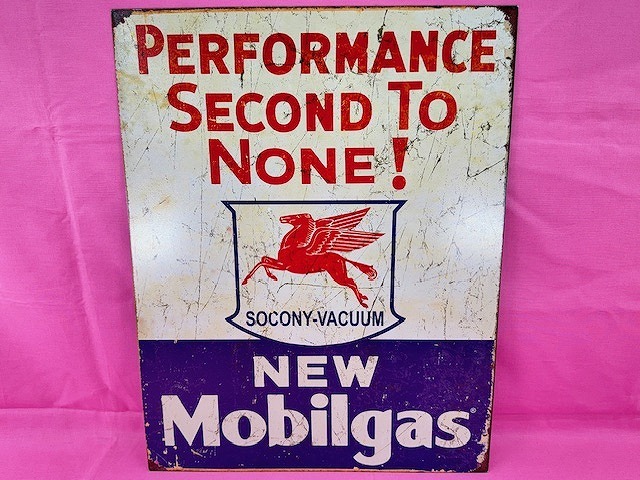 PERFORMANCE
SECOND TO
NONE!
SOCONY-VACUUM
NEW
Mobilgas